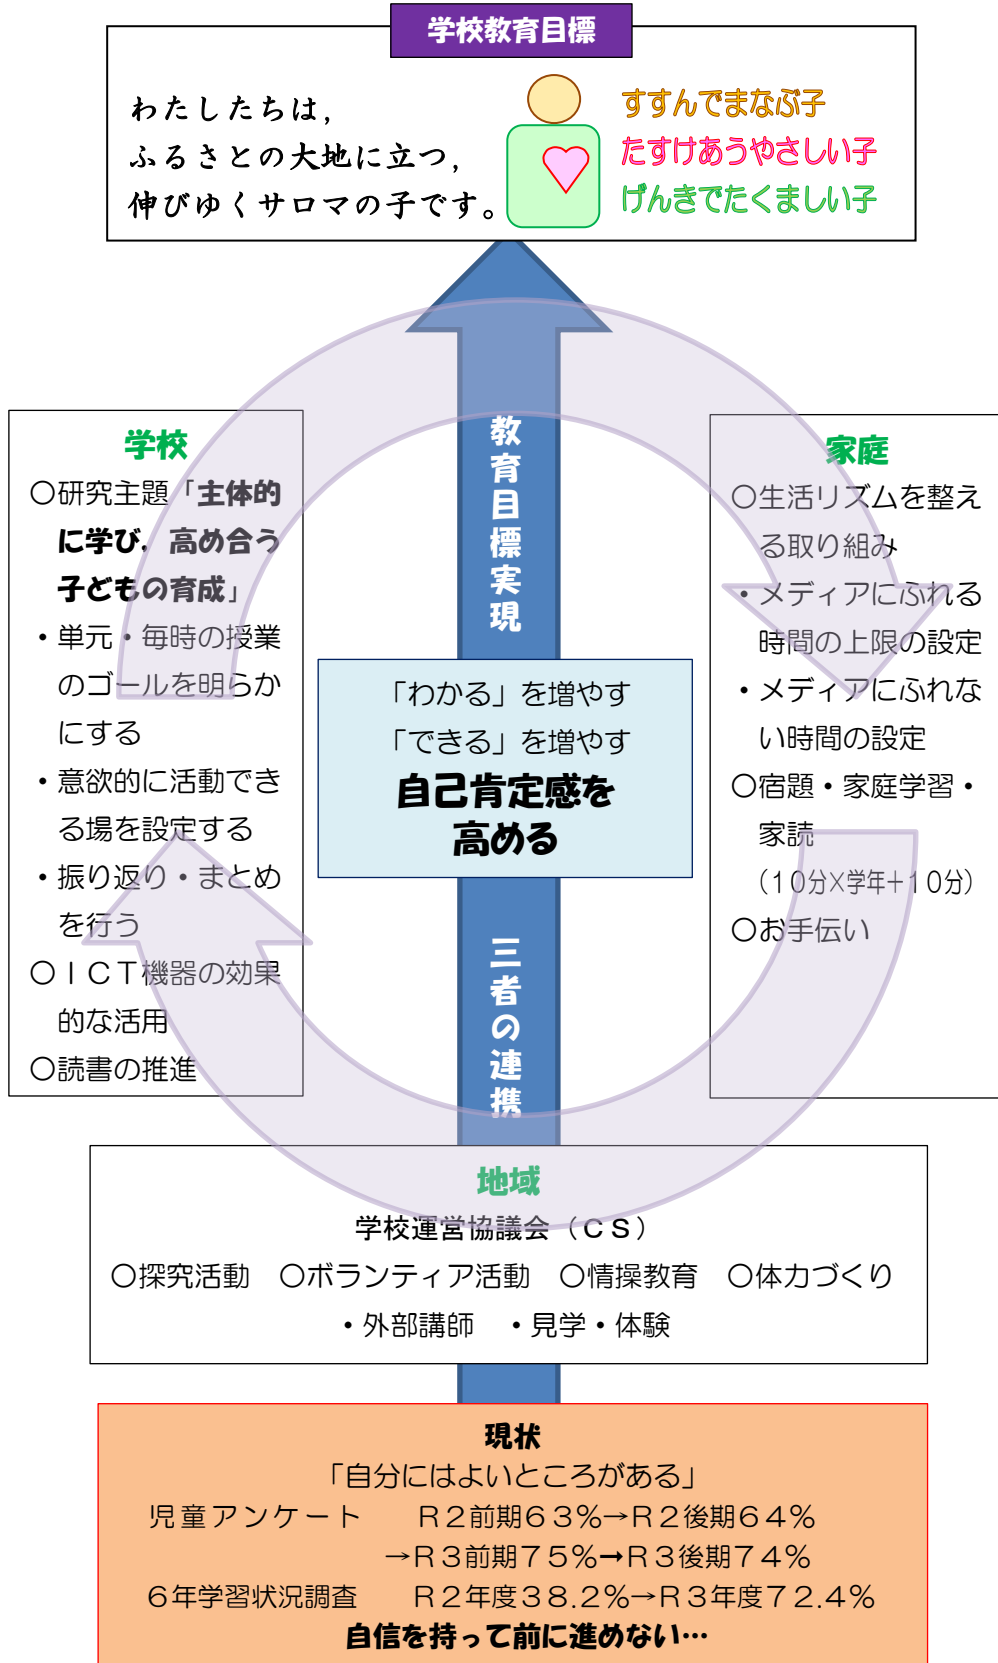 学校教育目標
わたしたちは，
ふるさとの大地に立つ，
伸びゆくサロマの子です。
すすんでまなぶ子
たすけあうやさしい子
げんきでたくましい子
教育目標実現
学校
○研究主題「主体的
に学び，高め合う
子どもの育成」
・単元・毎時の授業
のゴールを明らか
にする
・意欲的に活動でき
る場を設定する
・振り返り・まとめ
を行う
○ＩＣＴ機器の効果
的な活用
○読書の推進
「わかる」を増やす
「できる」を増やす
自己肯定感を
高める
家庭
○生活リズムを整え
る取り組み
・メディアにふれる
時間の上限の設定
・メディアにふれな
い時間の設定
○宿題・家庭学習・
家読
（１０分×学年＋１０分）
○お手伝い
三者の連携
地域
学校運営協議会（ＣＳ）
○探究活動　○ボランティア活動　○情操教育　○体力づくり
・外部講師　・見学・体験
現状
「自分にはよいところがある」
児童アンケート　　Ｒ２前期６３％→Ｒ２後期６４％
→Ｒ３前期７５％→Ｒ３後期７４％
６年学習状況調査　　Ｒ２年度３８.２％→Ｒ３年度７２.４％
自信を持って前に進めない…